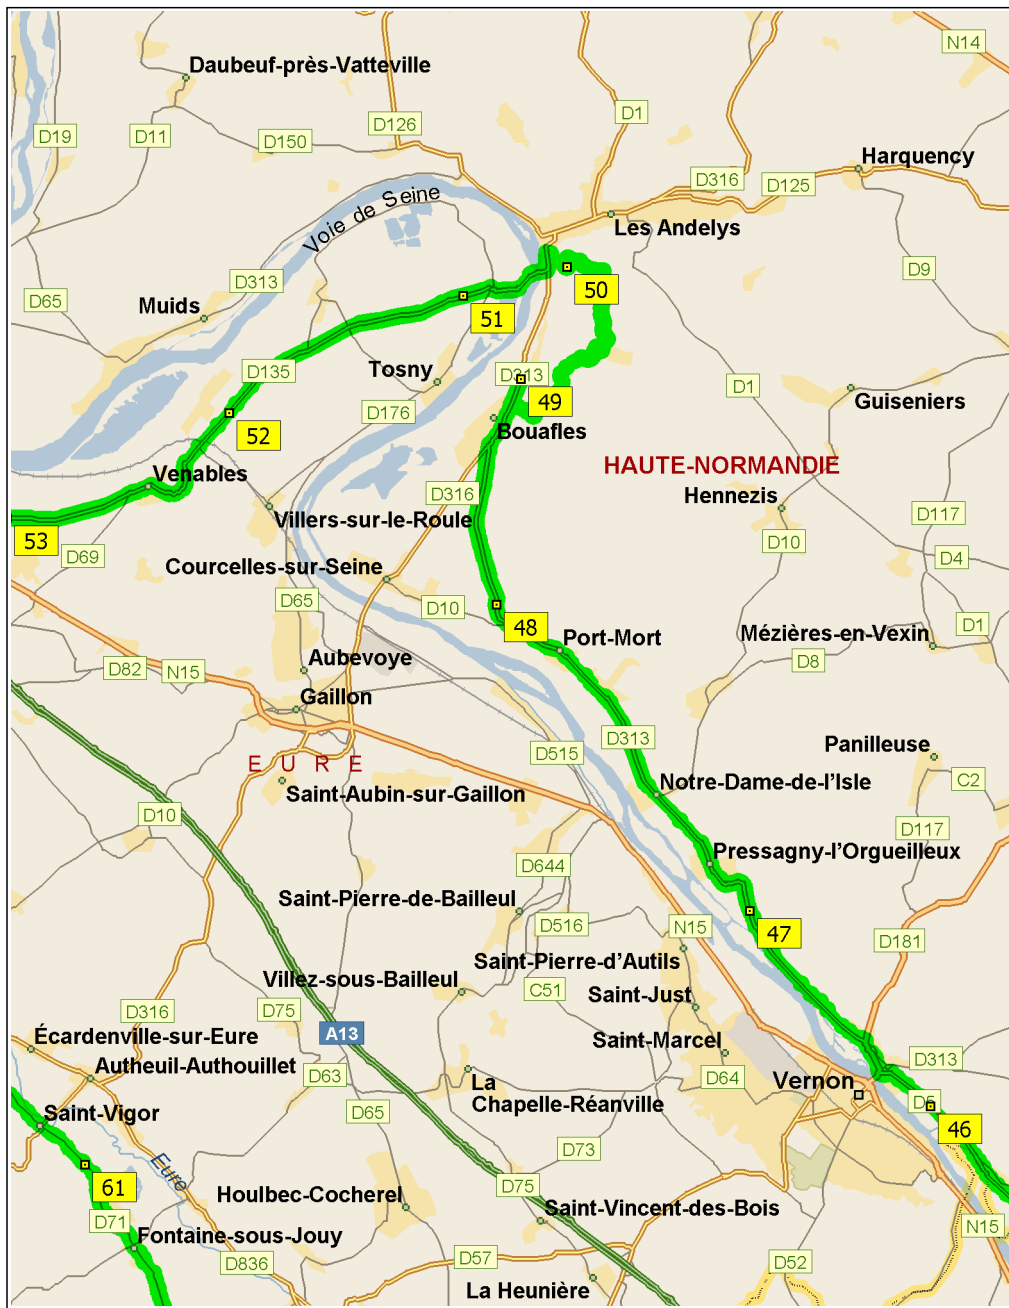 N14
Daubeuf-près-Vatteville
D1
D126
D19
D11
D150
Harquency
D316
D125
Voie de Seine
Les Andelys
D9
D313
50
D65
Muids
51
D135
Tosny
D313
D1
49
D176
Guiseniers
52
Bouafles
HAUTE-NORMANDIE
Venables
D316
Hennezis
Villers-sur-le-Roule
D117
53
D10
D69
D4
Courcelles-sur-Seine
D65
D10
48
Port-Mort
Mézières-en-Vexin
D1
Aubevoye
D8
D82
N15
Gaillon
D313
Panilleuse
D515
EURE
Notre-Dame-de-l'Isle
C2
Saint-Aubin-sur-Gaillon
D10
D117
Pressagny-l'Orgueilleux
D644
Saint-Pierre-de-Bailleul
D516
N15
47
D181
Saint-Pierre-d'Autils
Villez-sous-Bailleul
C51
Saint-Just
D316
D75
A13
Écardenville-sur-Eure
Saint-Marcel
D313
Autheuil-Authouillet
D63
D64
Vernon
La
Chapelle-Réanville
D5
Saint-Vigor
D65
46
D73
Eure
61
D75
Houlbec-Cocherel
Saint-Vincent-des-Bois
D71
N15
Fontaine-sous-Jouy
D836
D57
D52
La Heunière